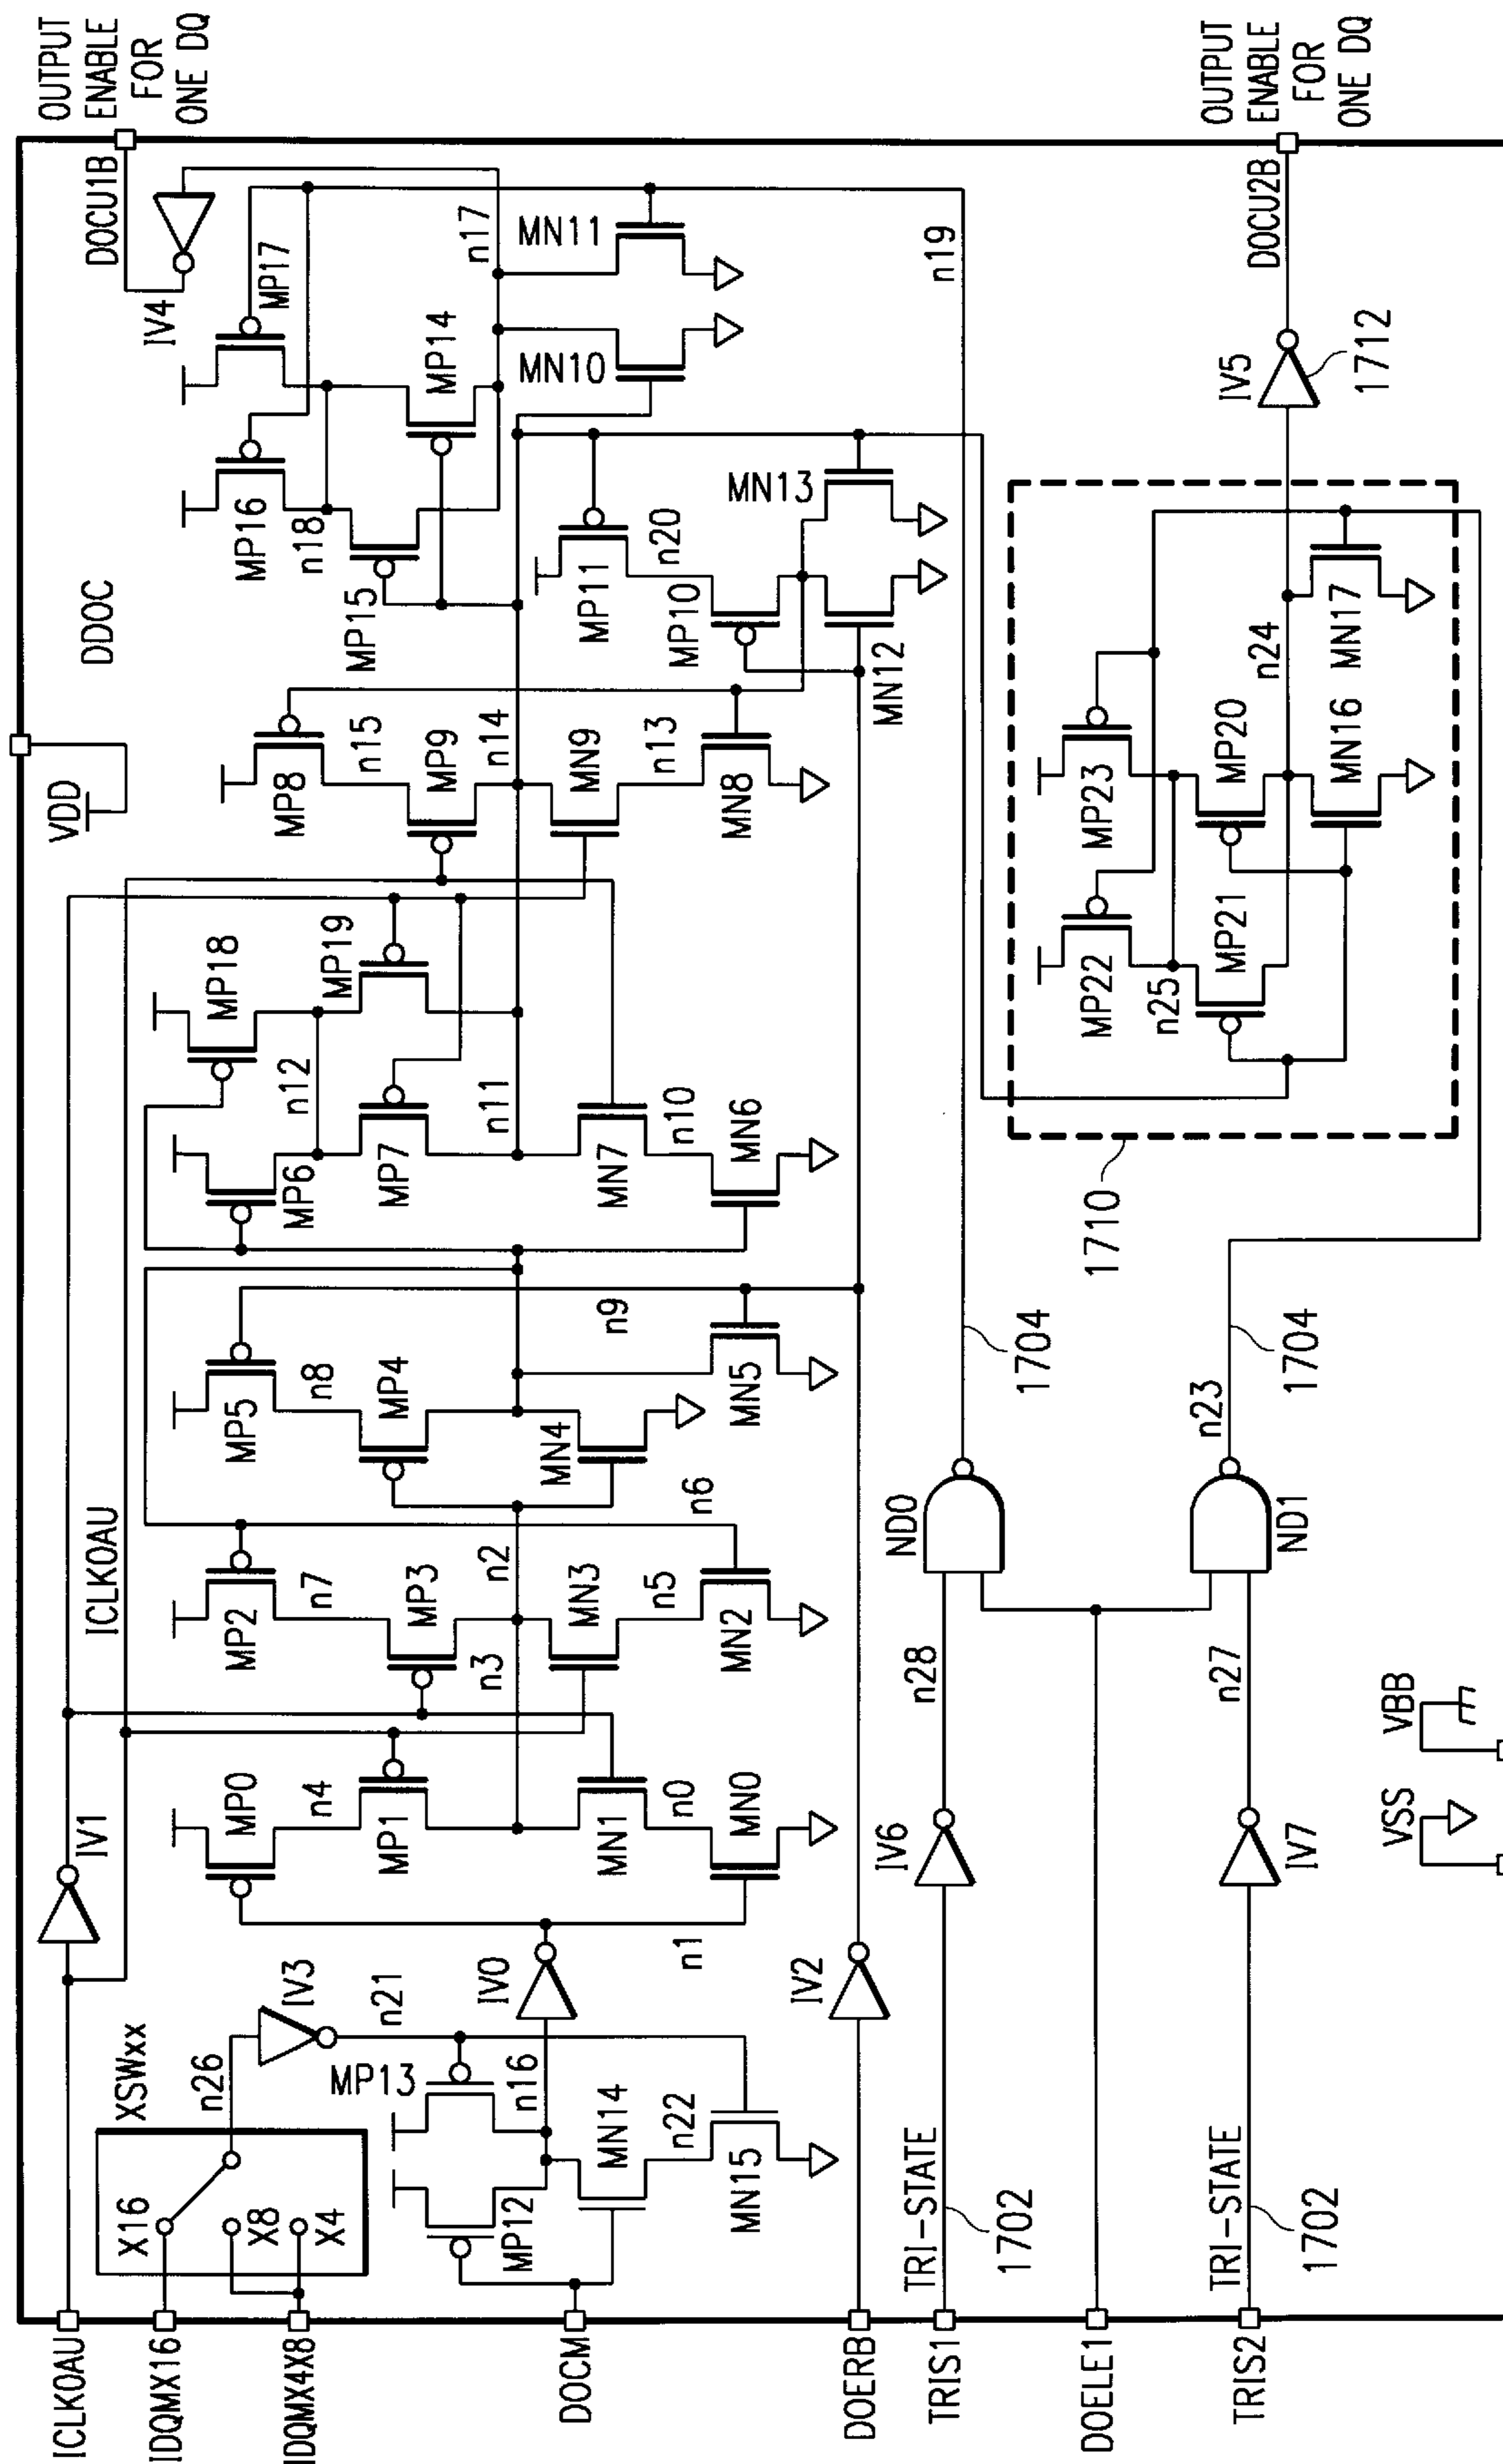 OUTPUT
ENABLE
FOR
ONE DQ
DOCU1B
IV4
DDOC
VDD
ICLK0AU
IV1
ICLK0AU
XSWxx
X16
X8
X4
n26
IV3
n21
IDQMX16
IDQMX4X8
MP17
MP16
n18
MP14
MP15
n17
MN11
MN10
MP8
n15
MP9
n14
MN9
n13
MN8
MP11
n20
MP10
MN13
MN12
MP18
n12
MP19
MP6
MP7
n11
MN7
n10
MN6
MP5
n8
MP4
MN4
n9
MN5
MP2
n7
MP3
n3
n2
n6
MN3
n5
MN2
MP0
n4
MP1
MN1
n0
MN0
n1
IV0
MP13
n16
MP12
MN14
n22
MN15
DOCM
IV2
DOERB
n19
TRIS1
TRI-STATE
1702
IV6
n28
ND0
1704
DOELE1
TRIS2
TRI-STATE
1702
IV7
n27
ND1
n23
1704
1710
MP23
MP22
n25
MP20
MP21
n24
MN16
MN17
IV5
1712
DOCU2B
OUTPUT
ENABLE
FOR
ONE DQ
VSS
VBB